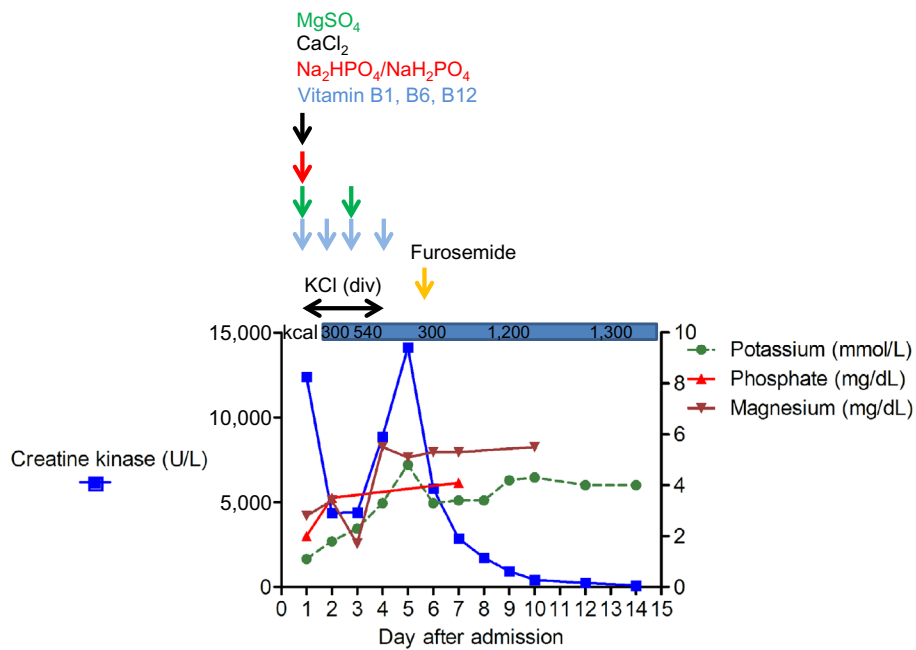 MgSO₄
CaCl₂
Na₂HPO₄/NaH₂PO₄
Vitamin B1, B6, B12
Furosemide
KCl (div)
kcal 300 540 300 1,200 1,300
15,000
10,000
5,000
0
10
8
6
4
2
0
Creatine kinase (U/L)
Potassium (mmol/L)
Phosphate (mg/dL)
Magnesium (mg/dL)
0 1 2 3 4 5 6 7 8 9 10 11 12 13 14 15
Day after admission